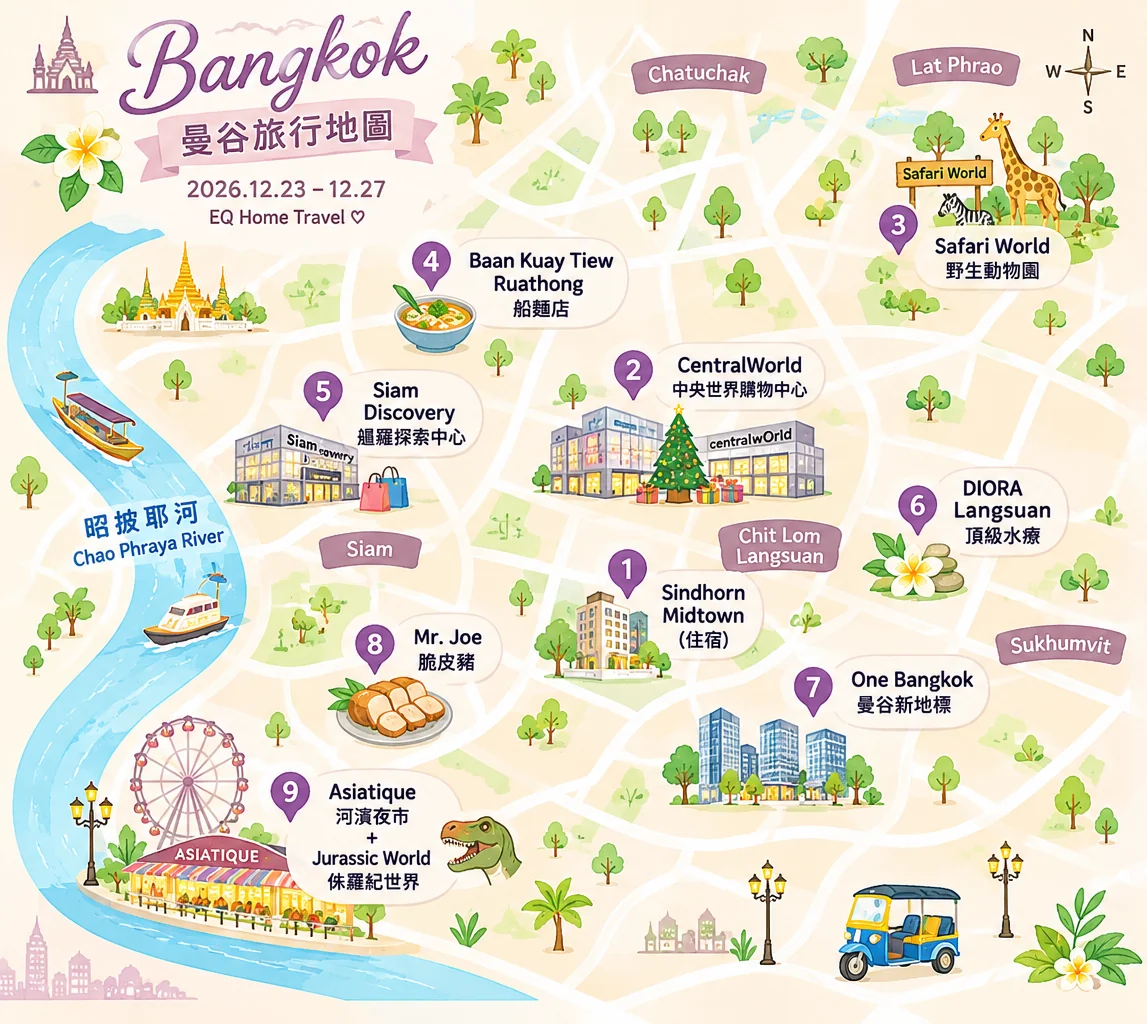 Bangkok
曼谷旅行地圖
2026.12.23 – 12.27
EQ Home Travel ♡
Chatuchak
Lat Phrao
N
W
E
S
Safari World
3
Safari World
野生動物園
4
Baan Kuay Tiew
Ruathong
船麵店
5
Siam
Discovery
暹羅探索中心
Siam
2
CentralWorld
中央世界購物中心
centralwOrld
6
DIORA
Langsuan
頂級水療
昭披耶河
Chao Phraya River
Siam
Chit Lom
Langsuan
1
Sindhorn
Midtown
(住宿)
Sukhumvit
8
Mr. Joe
脆皮豬
7
One Bangkok
曼谷新地標
9
Asiatique
河濱夜市
+
Jurassic World
侏羅紀世界
ASIATIQUE